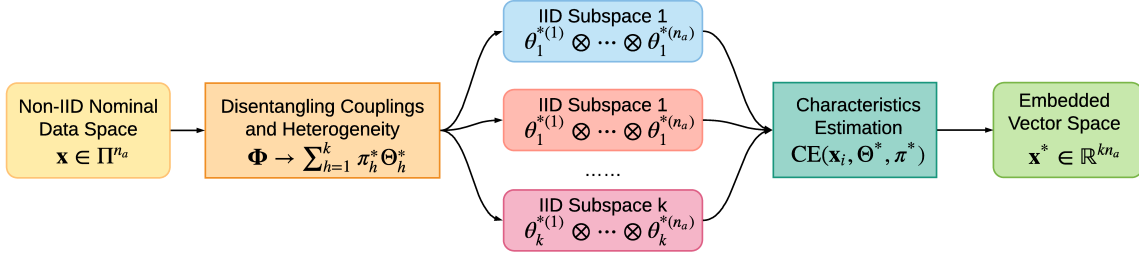 Non-IID Nominal
Data Space
𝐱 ∈ Π^{n_a}
Disentangling Couplings
and Heterogeneity
𝚽 → ∑_{h=1}^{k} π_h^* Θ_h^*
IID Subspace 1
θ_1^{*(1)} ⊗ ⋯ ⊗ θ_1^{*(n_a)}
IID Subspace 1
θ_1^{*(1)} ⊗ ⋯ ⊗ θ_1^{*(n_a)}
......
IID Subspace k
θ_k^{*(1)} ⊗ ⋯ ⊗ θ_k^{*(n_a)}
Characteristics
Estimation
CE(𝐱_i, Θ^*, π^*)
Embedded
Vector Space
𝐱^* ∈ ℝ^{kn_a}